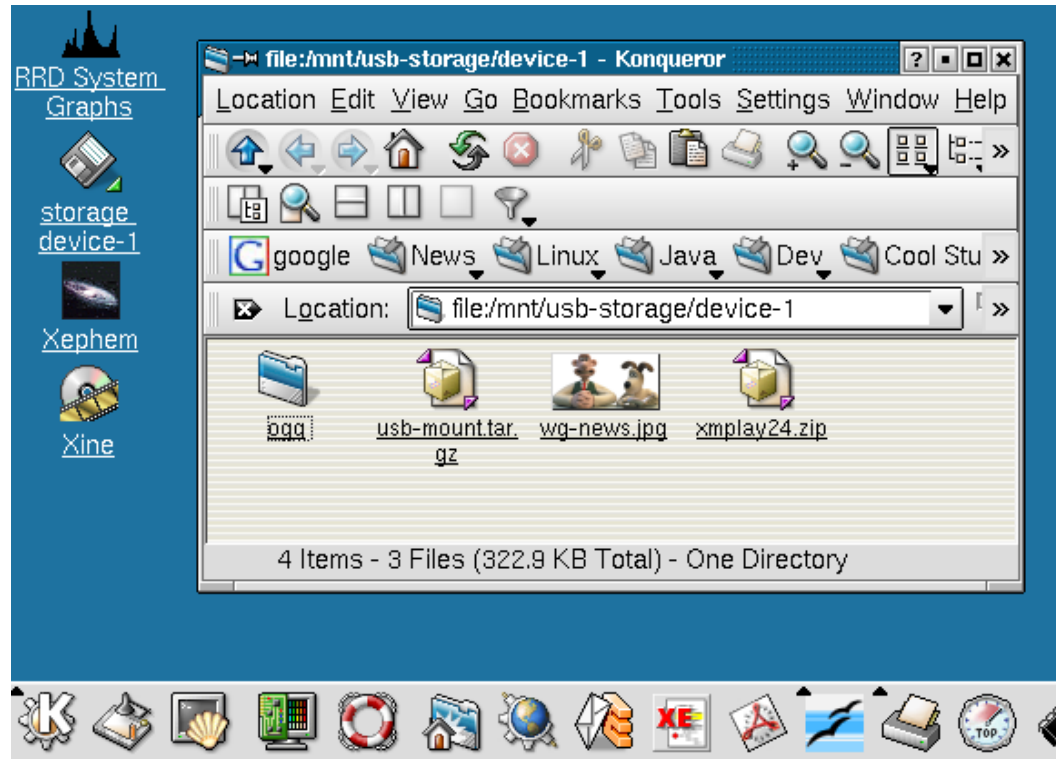 RRD System
Graphs
storage
device-1
Xephem
Xine
file:/mnt/usb-storage/device-1 - Konqueror
Location Edit View Go Bookmarks Tools Settings Window Help
google News Linux Java Dev Cool Stu
Location: file:/mnt/usb-storage/device-1
ogg
usb-mount.tar.
gz
wg-news.jpg
xmplay24.zip
4 Items - 3 Files (322.9 KB Total) - One Directory
K
XE
TOP